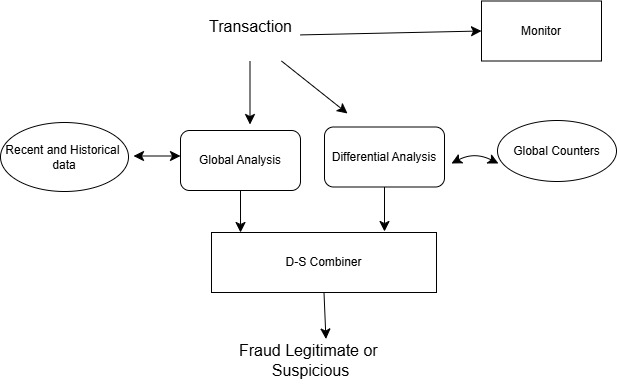 Transaction
Monitor
Recent and Historical
data
Global Analysis
Differential Analysis
Global Counters
D-S Combiner
Fraud Legitimate or
Suspicious